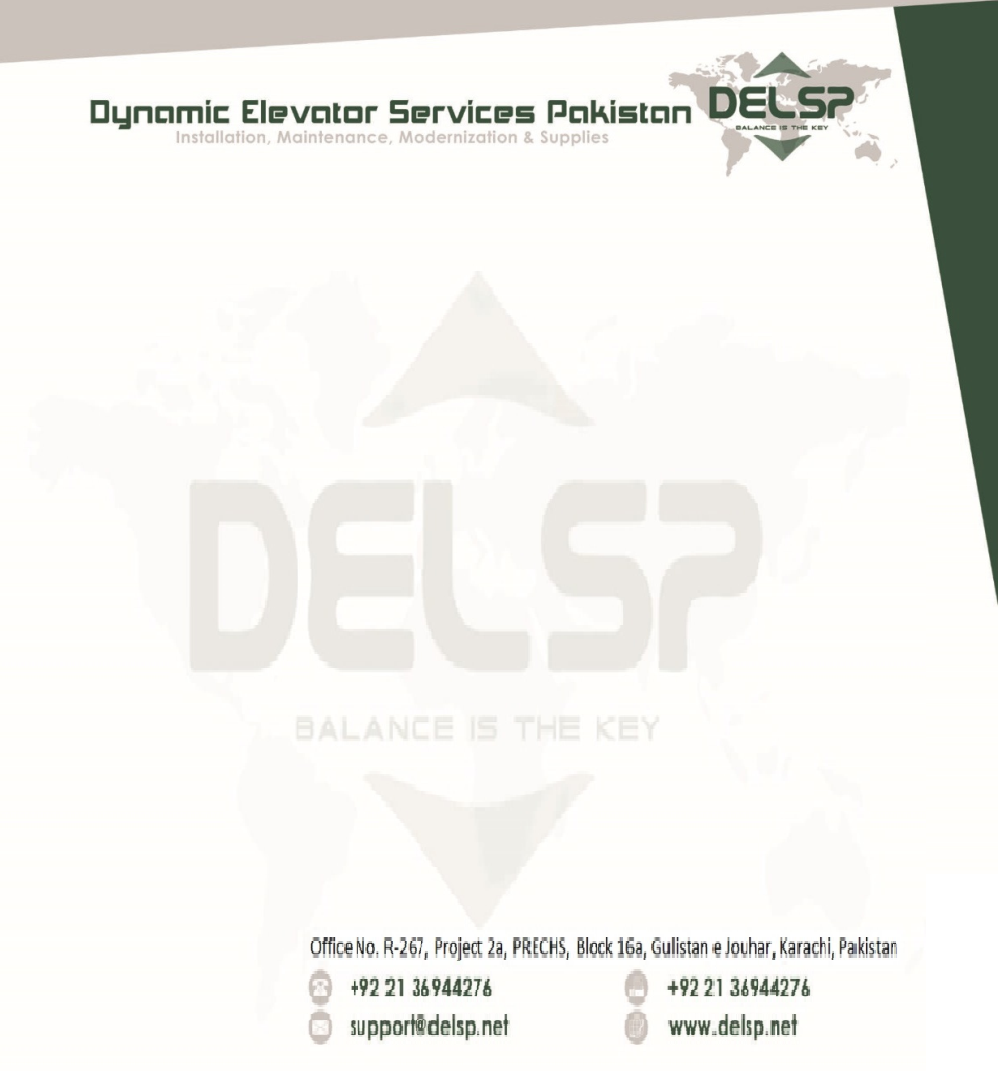 Dynamic Elevator Services Pakistan
Installation, Maintenance, Modernization & Supplies
DELSP
BALANCE IS THE KEY
DELSP
BALANCE IS THE KEY
Office No. R-267, Project 2a, PRECHS, Block 16a, Gulistan e Jouhar, Karachi, Pakistan
+92 21 36944276
+92 21 36944276
support@delsp.net
www.delsp.net